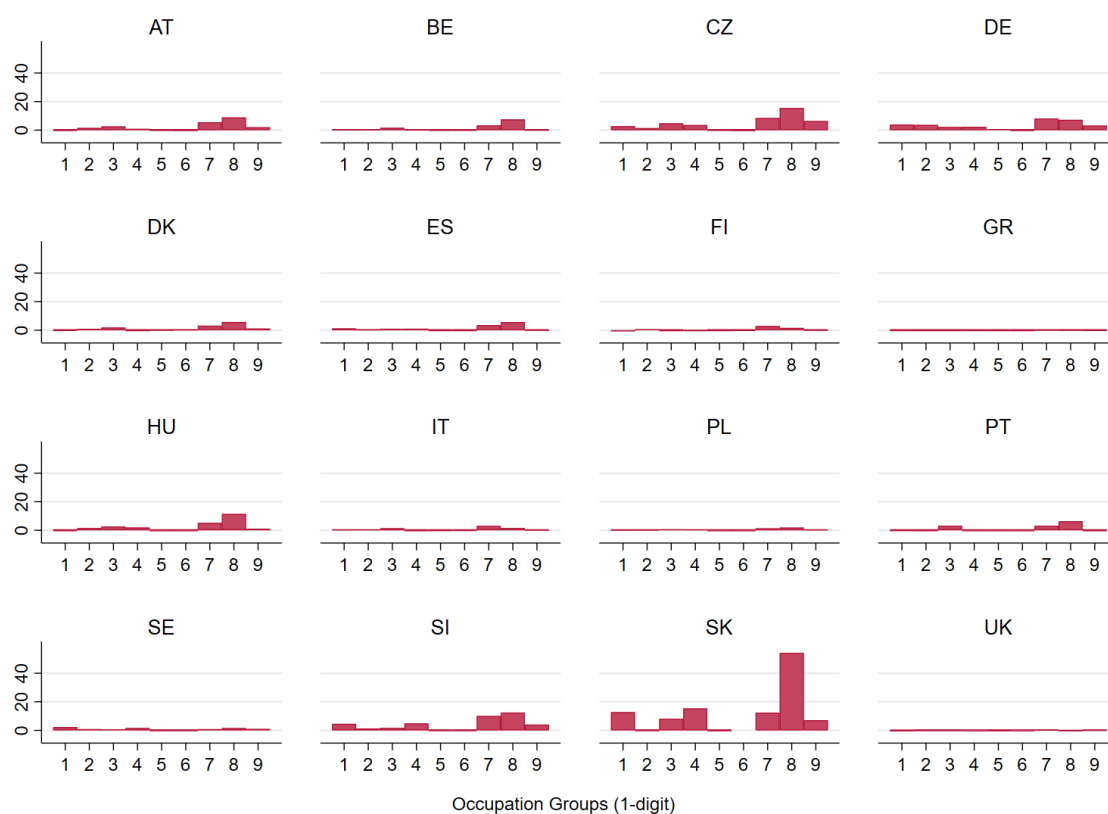 AT BE CZ DE
0 20 40
1 2 3 4 5 6 7 8 9 1 2 3 4 5 6 7 8 9 1 2 3 4 5 6 7 8 9 1 2 3 4 5 6 7 8 9
DK ES FI GR
0 20 40
1 2 3 4 5 6 7 8 9 1 2 3 4 5 6 7 8 9 1 2 3 4 5 6 7 8 9 1 2 3 4 5 6 7 8 9
HU IT PL PT
0 20 40
1 2 3 4 5 6 7 8 9 1 2 3 4 5 6 7 8 9 1 2 3 4 5 6 7 8 9 1 2 3 4 5 6 7 8 9
SE SI SK UK
0 20 40
1 2 3 4 5 6 7 8 9 1 2 3 4 5 6 7 8 9 1 2 3 4 5 6 7 8 9 1 2 3 4 5 6 7 8 9
Occupation Groups (1-digit)